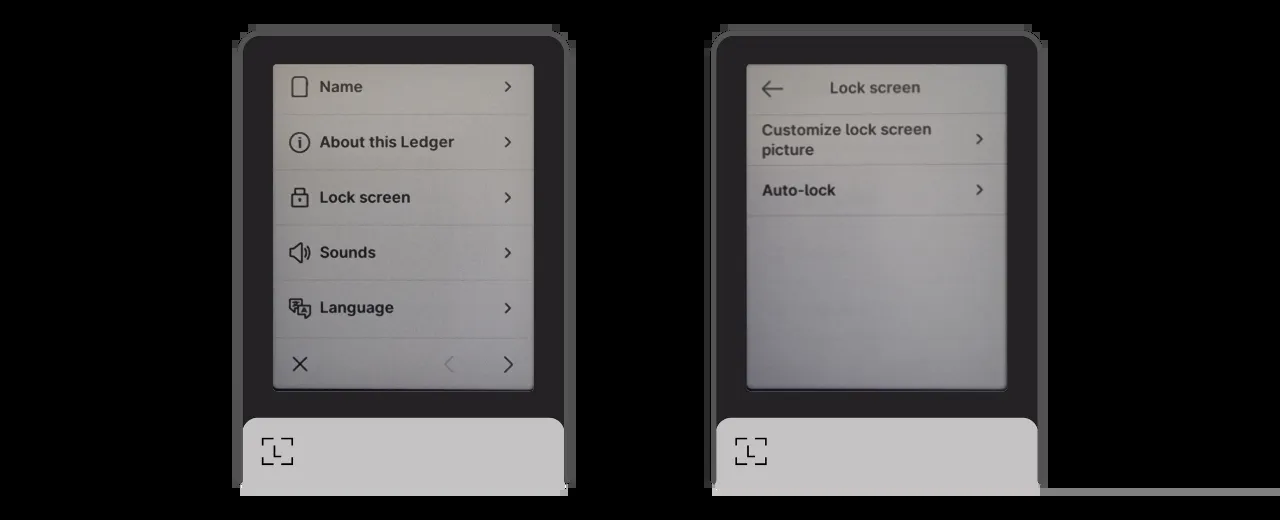 Name
About this Ledger
Lock screen
Sounds
Language
Lock screen
Customize lock screen
picture
Auto-lock